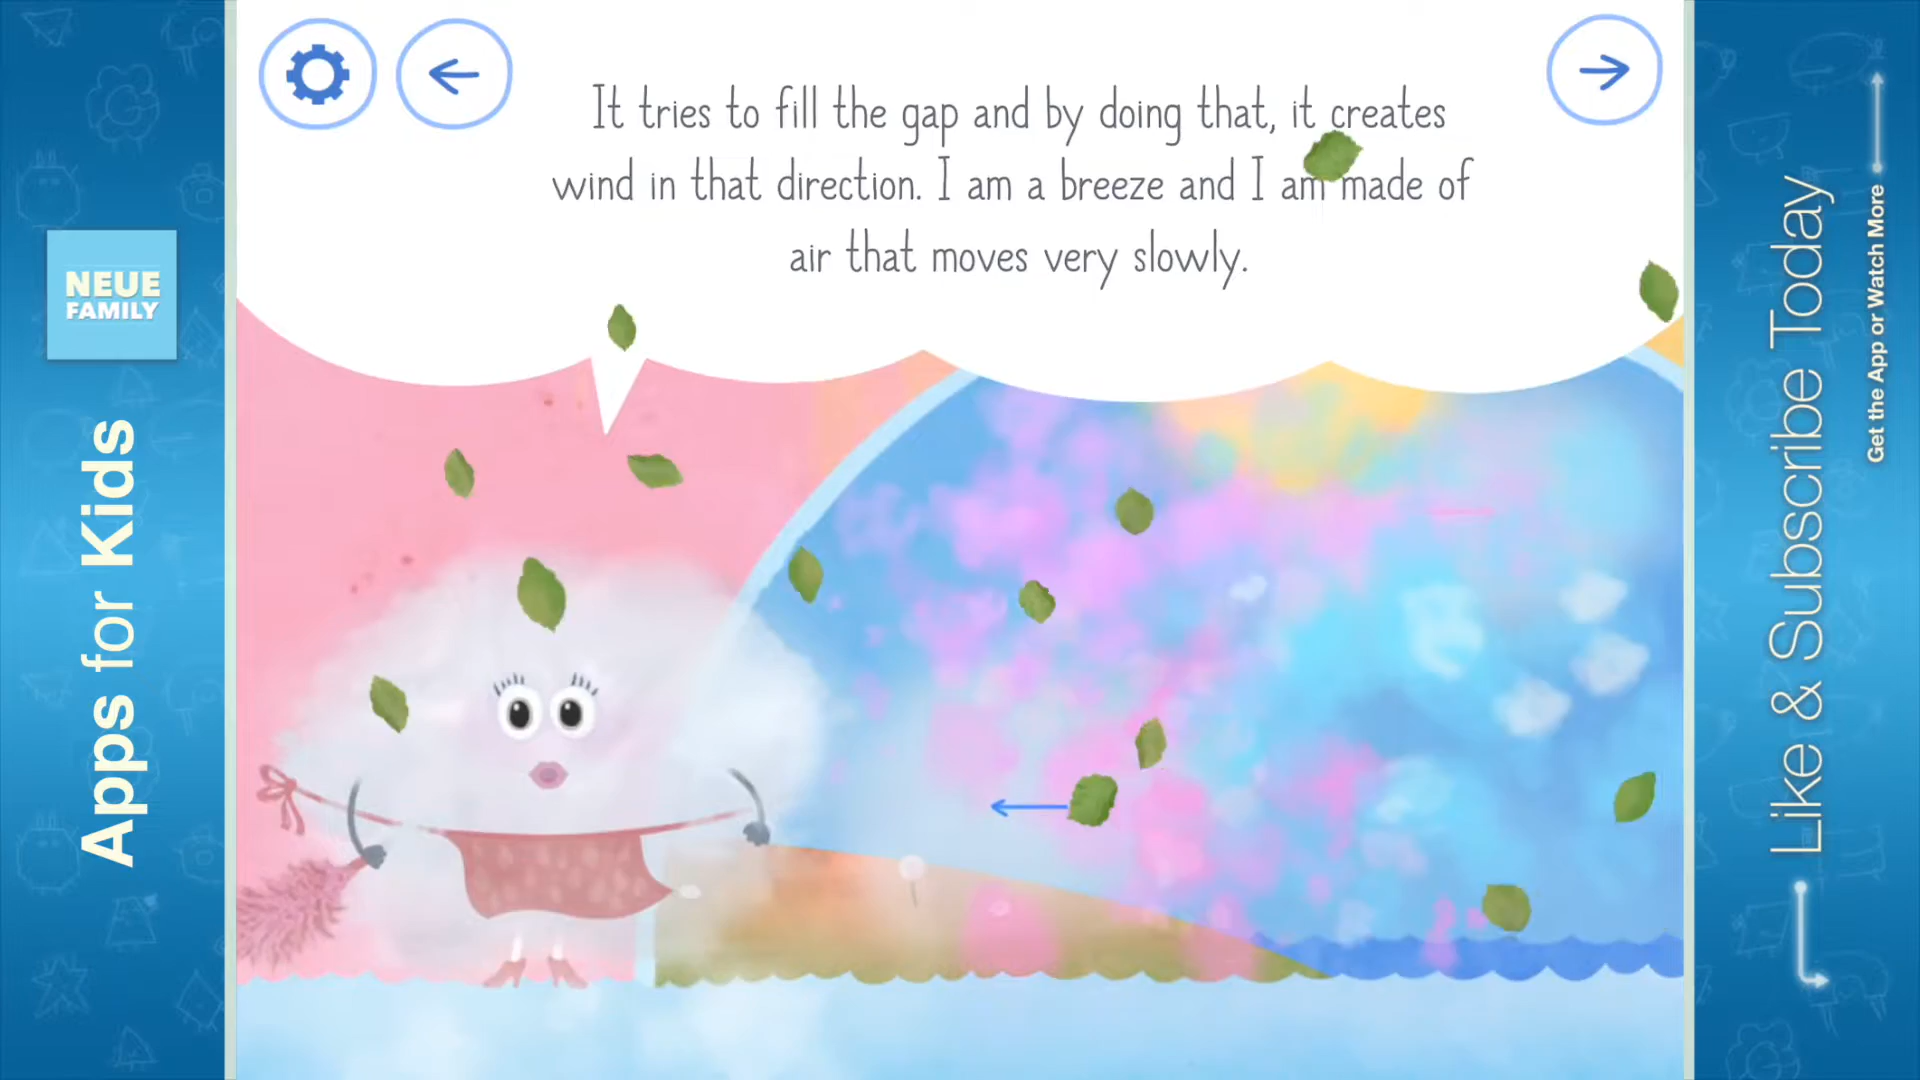 It tries to fill the gap and by doing that, it creates
wind in that direction. I am a breeze and I am made of
air that moves very slowly.
NEUE
FAMILY
Apps for Kids
Like & Subscribe Today
Get the App or Watch More